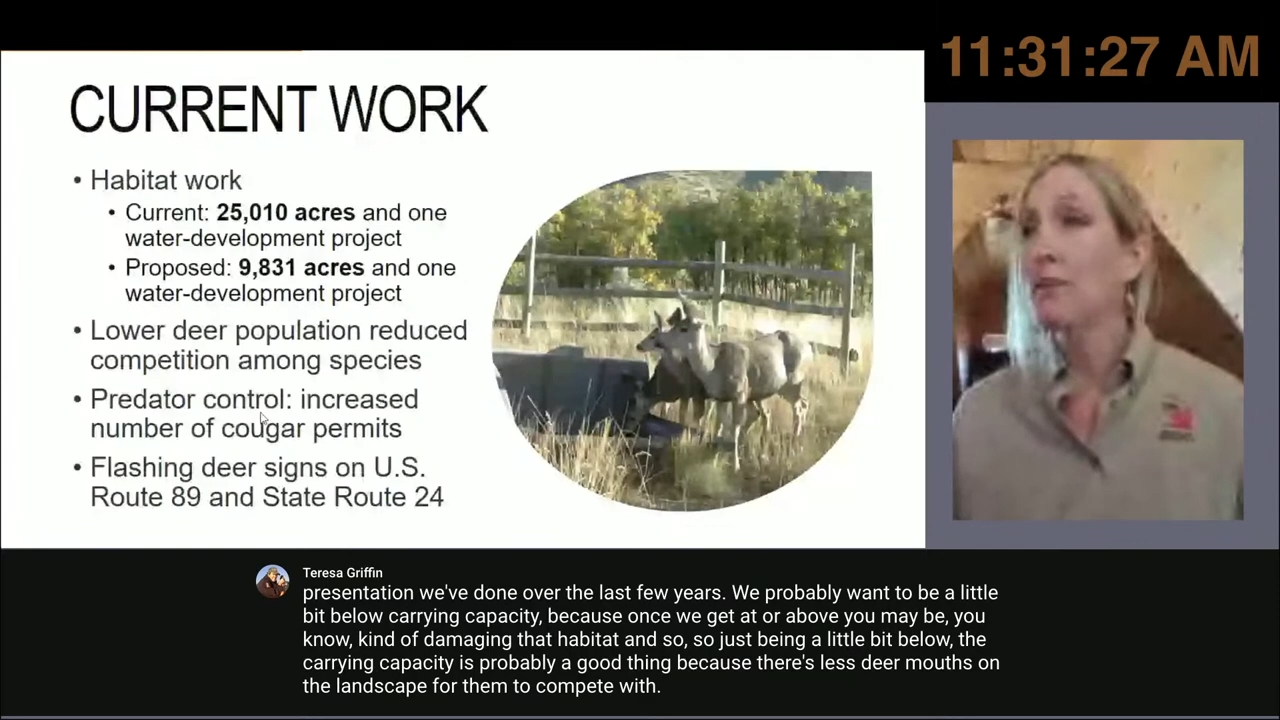 11:31:27 AM
CURRENT WORK
• Habitat work
• Current: 25,010 acres and one
water-development project
• Proposed: 9,831 acres and one
water-development project
• Lower deer population reduced
competition among species
• Predator control: increased
number of cougar permits
• Flashing deer signs on U.S.
Route 89 and State Route 24
Teresa Griffin
presentation we've done over the last few years. We probably want to be a little
bit below carrying capacity, because once we get at or above you may be, you
know, kind of damaging that habitat and so, so just being a little bit below, the
carrying capacity is probably a good thing because there's less deer mouths on
the landscape for them to compete with.